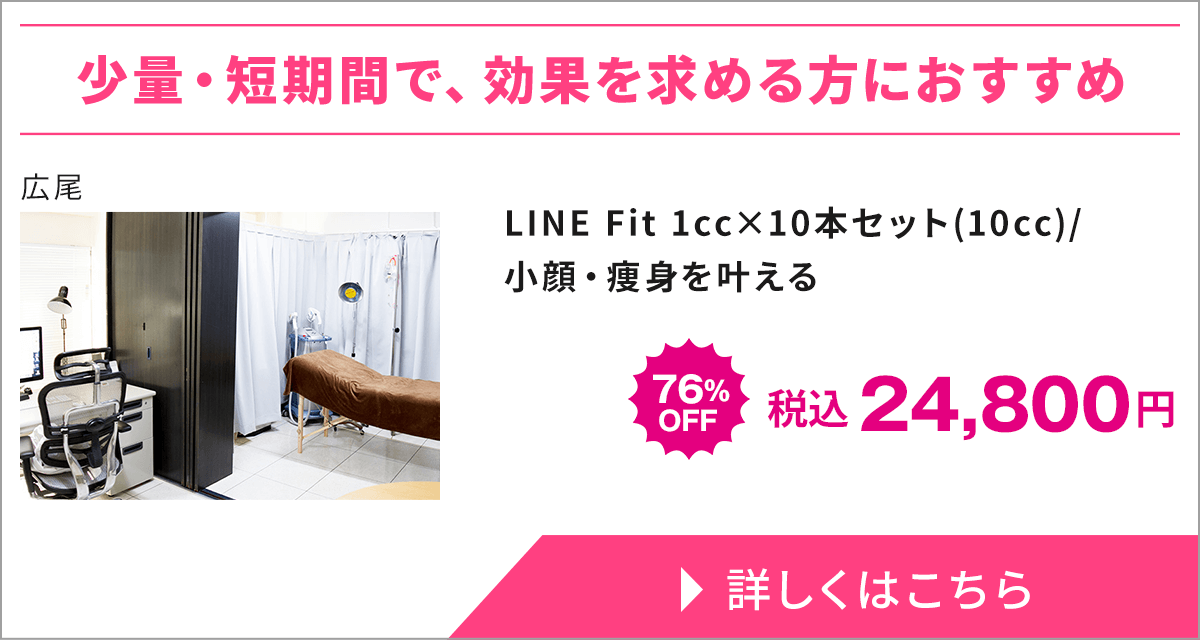 少量・短期間で、効果を求める方におすすめ
広尾
LINE Fit 1cc×10本セット(10cc)/
小顔・痩身を叶える
76%
OFF
税込 24,800円
詳しくはこちら